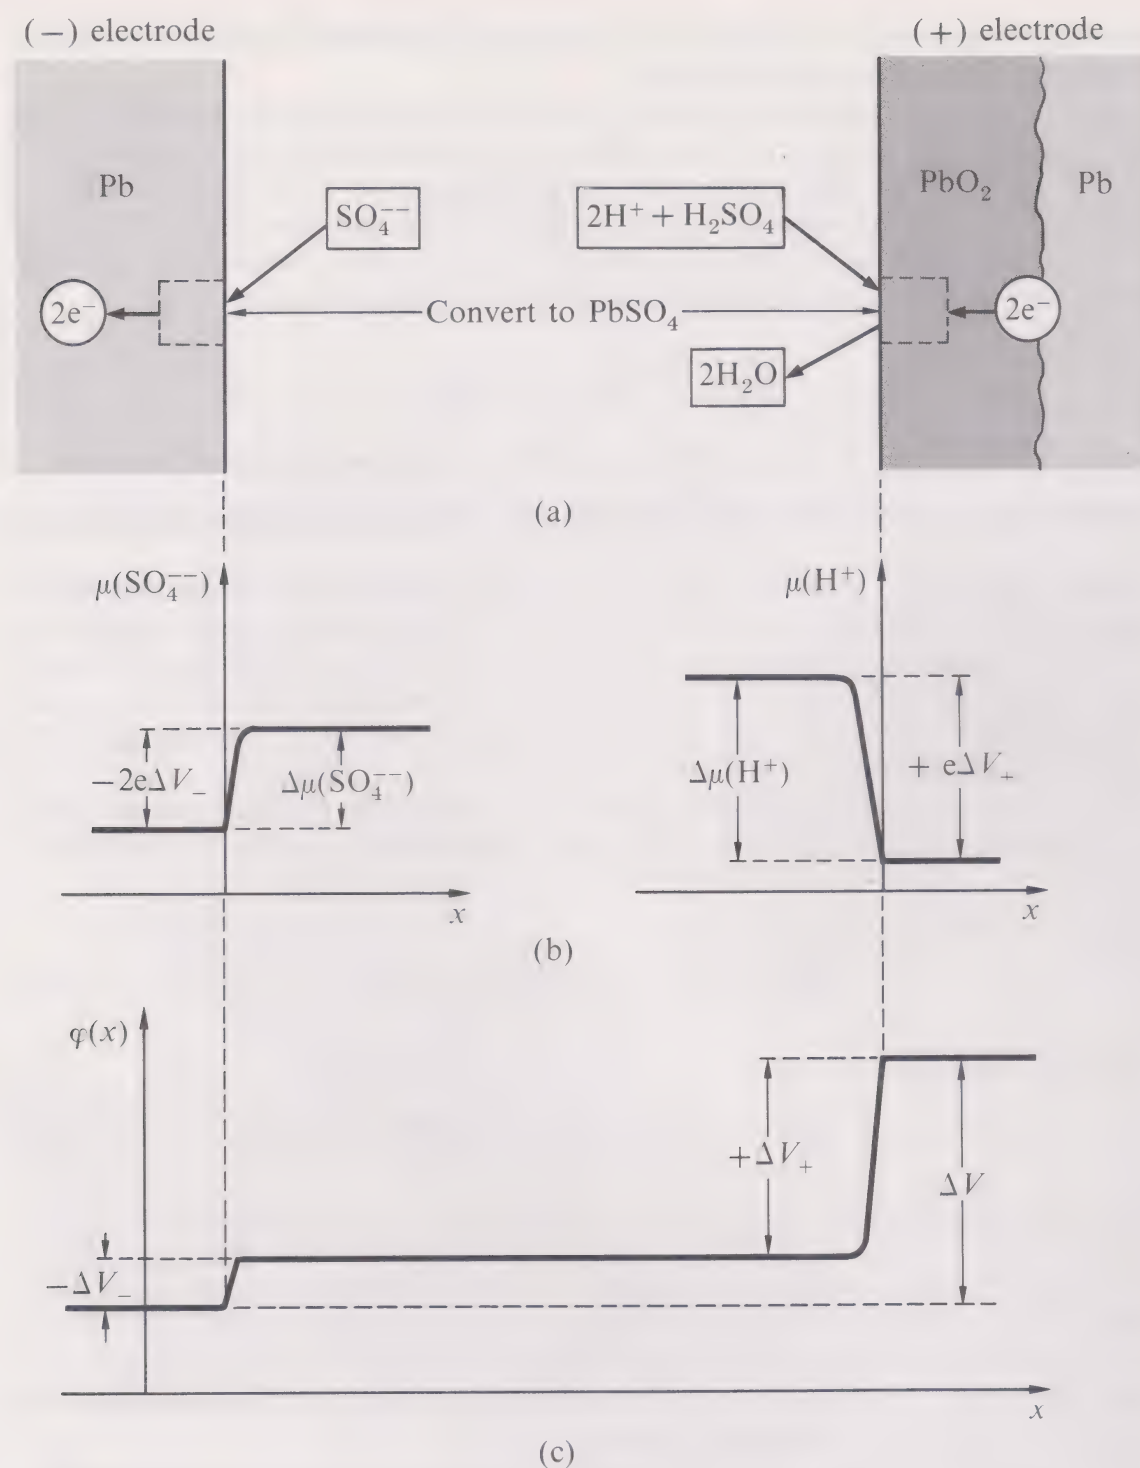 (−) electrode
(+) electrode
Pb
PbO₂
Pb
SO₄⁻⁻
2H⁺ + H₂SO₄
2e⁻
Convert to PbSO₄
2e⁻
2H₂O
(a)
μ(SO₄⁻⁻)
μ(H⁺)
−2eΔV₋
Δμ(SO₄⁻⁻)
Δμ(H⁺)
+ eΔV₊
x
x
(b)
φ(x)
+ΔV₊
ΔV
−ΔV₋
x
(c)